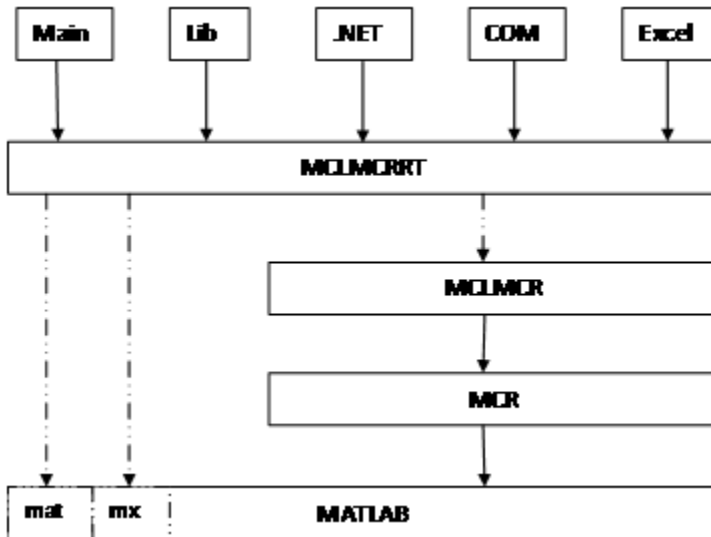 Main Lib .NET COM Excel
MCLMCRRT
MCLMCR
MCR
mat mx MATLAB